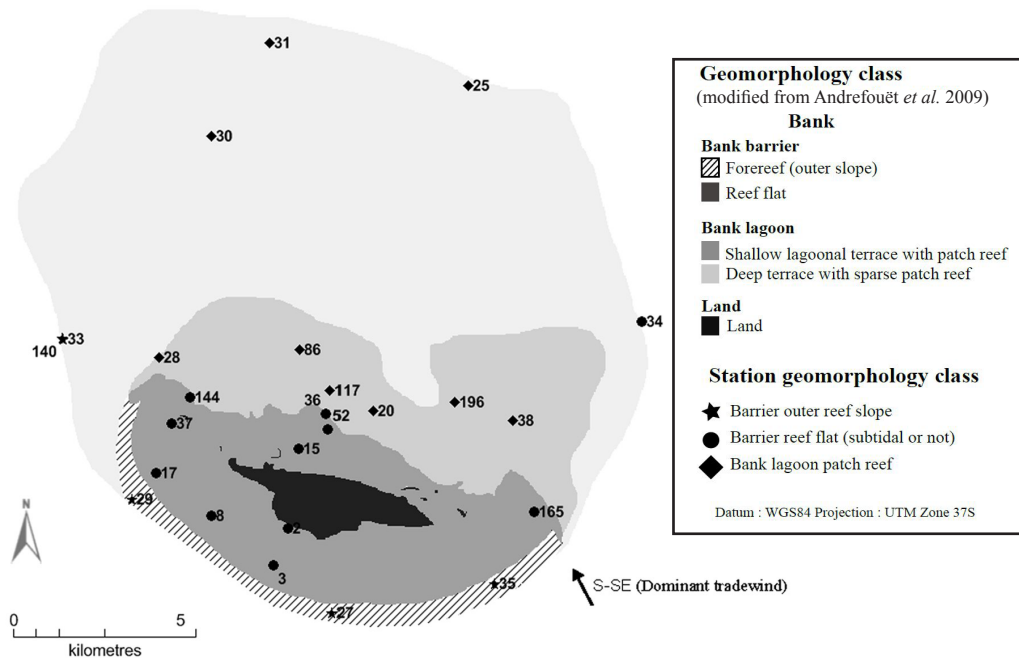 31
25
30
34
33
140
28
86
144
117
36
52
20
196
38
37
15
17
29
8
2
165
3
35
27
N
S-SE (Dominant tradewind)
0 5
kilometres
Geomorphology class
(modified from Andrefouët et al. 2009)
Bank
Bank barrier
Forereef (outer slope)
Reef flat
Bank lagoon
Shallow lagoonal terrace with patch reef
Deep terrace with sparse patch reef
Land
Land
Station geomorphology class
Barrier outer reef slope
Barrier reef flat (subtidal or not)
Bank lagoon patch reef
Datum : WGS84 Projection : UTM Zone 37S